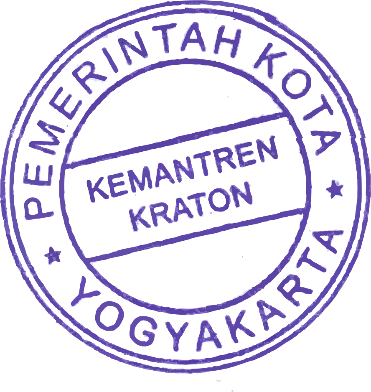 PEMERINTAH KOTA
KEMANTREN
KRATON
YOGYAKARTA